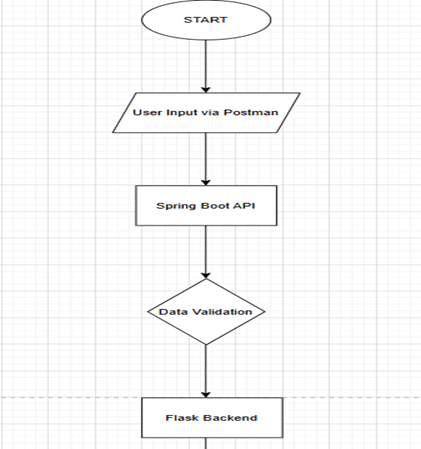 START
User Input via Postman
Spring Boot API
Data Validation
Flask Backend